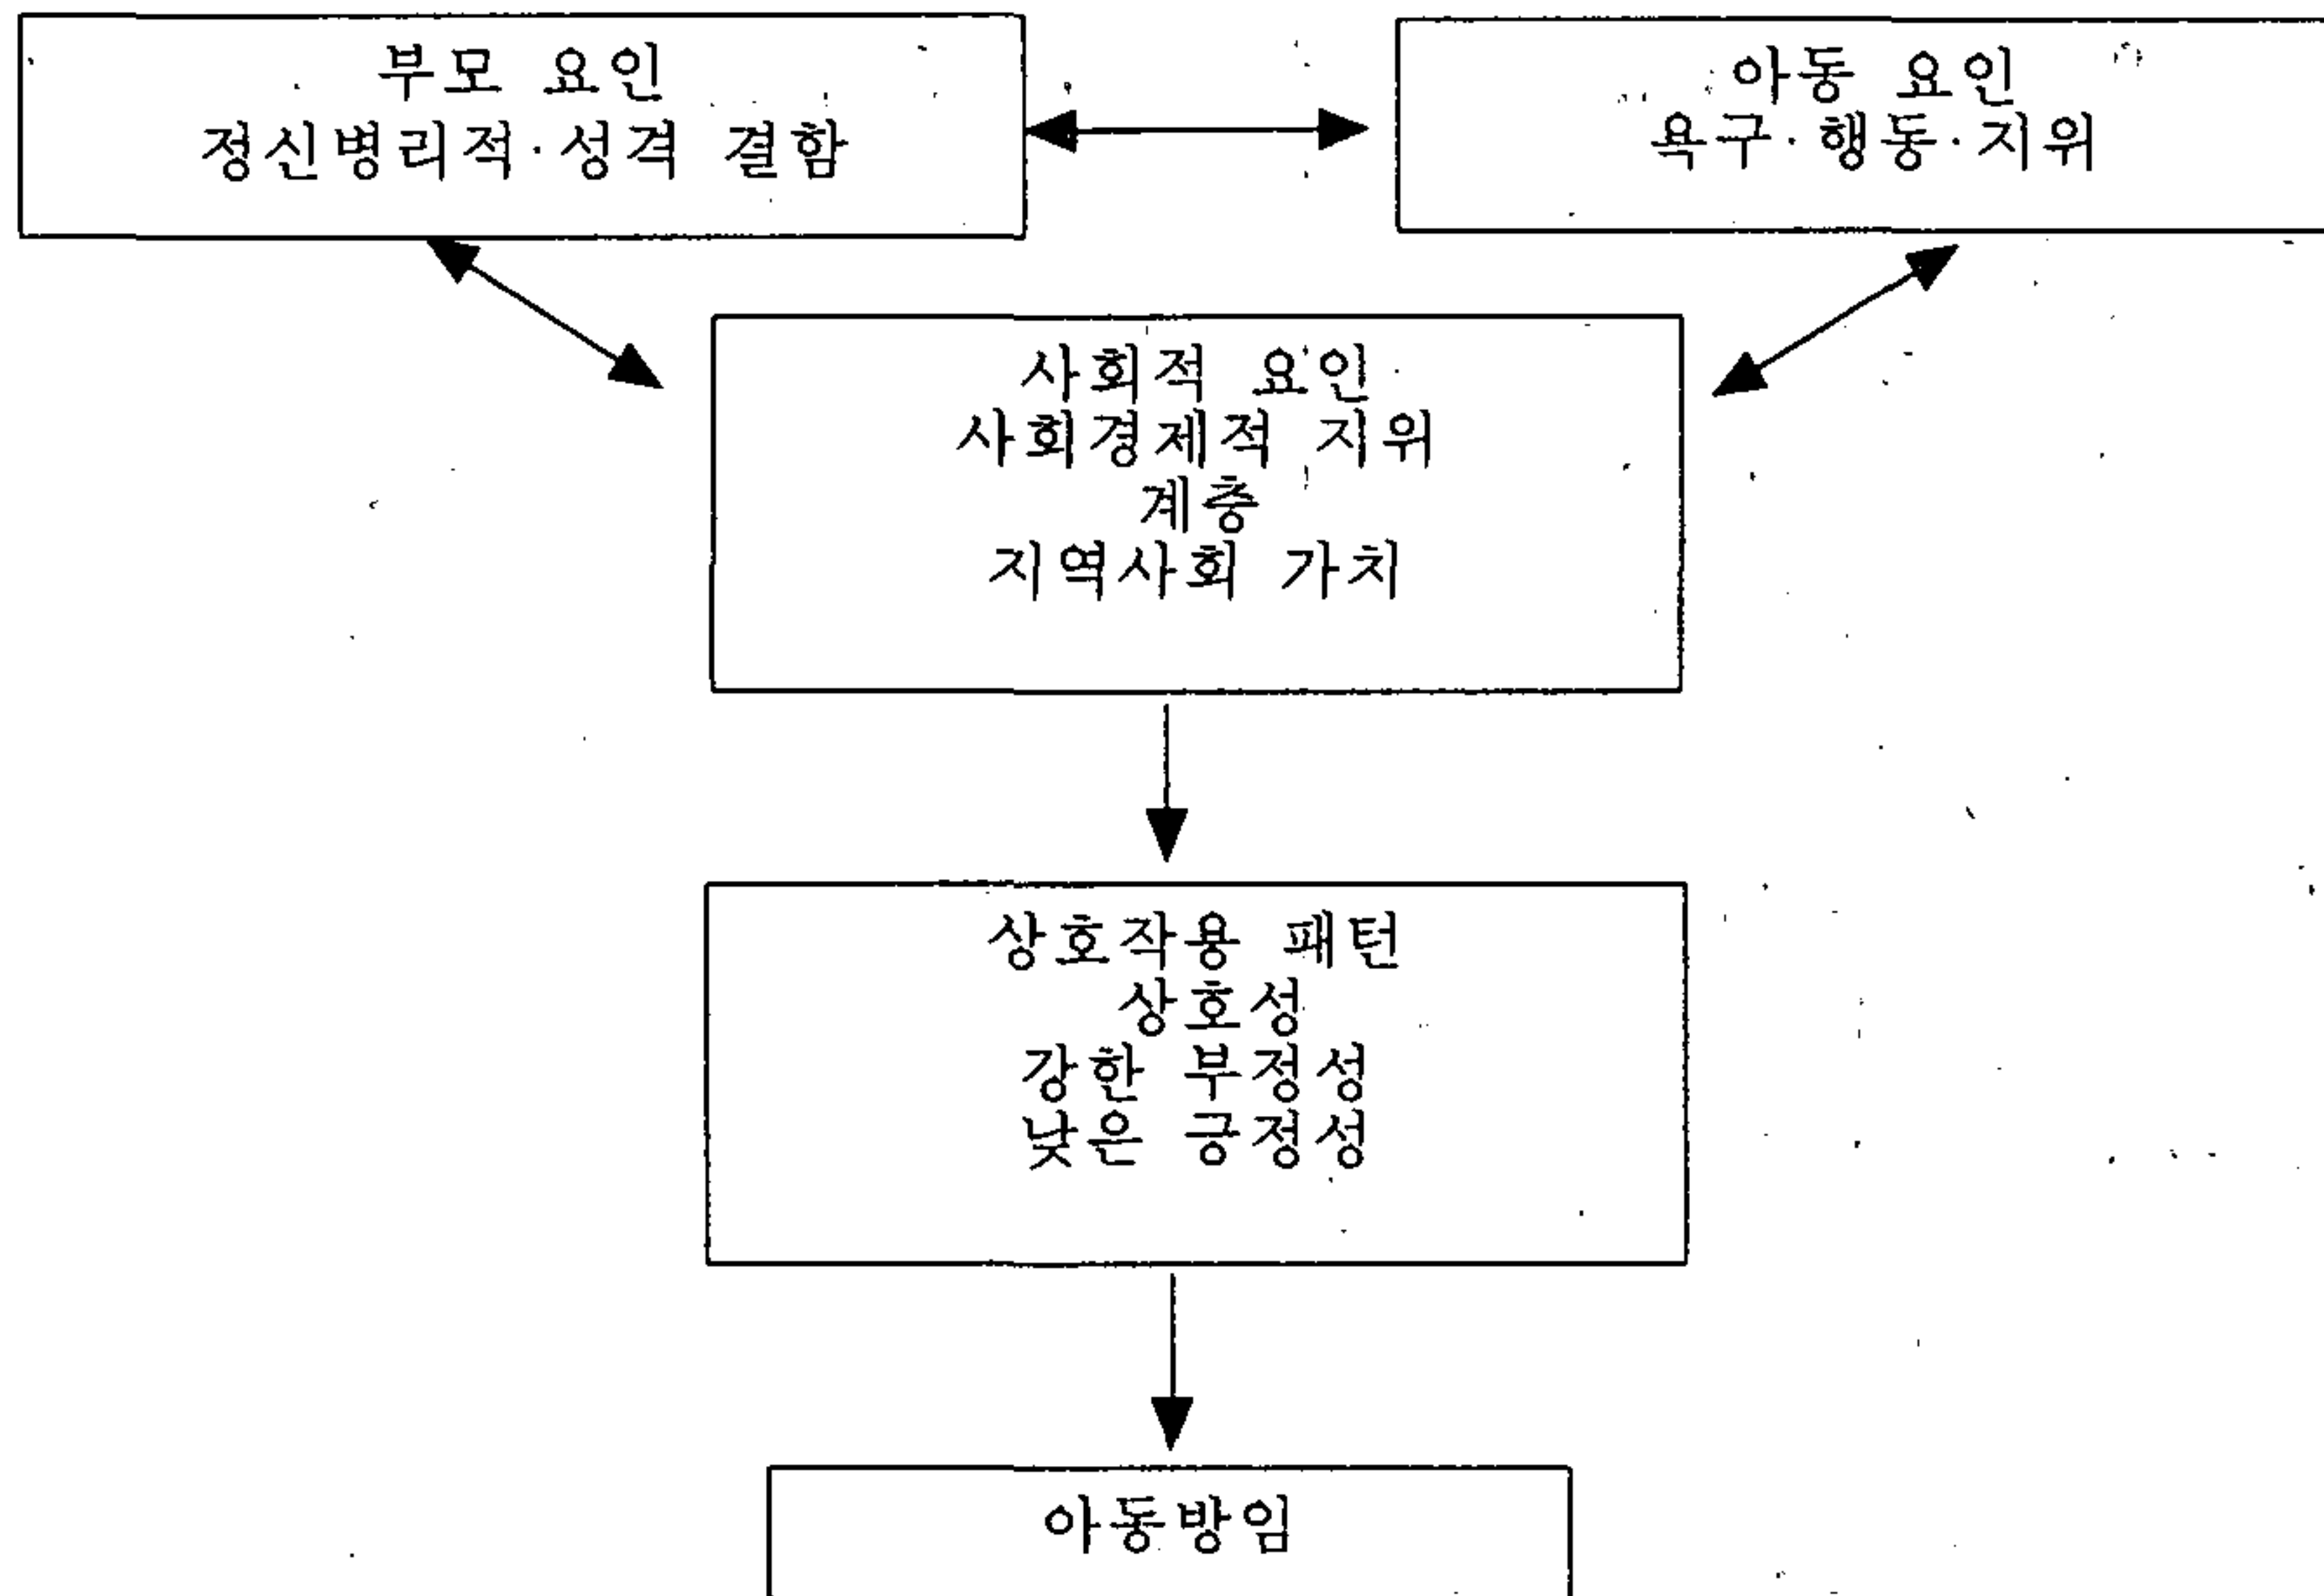 부모 요인
정신병리적·성격 결함
아동 요인
욕구·행동·지위
사회적 요인
사회경제적 지위
계층
지역사회 가치
상호작용 패턴
상호성
강한 부정성
낮은 긍정성
아동방임